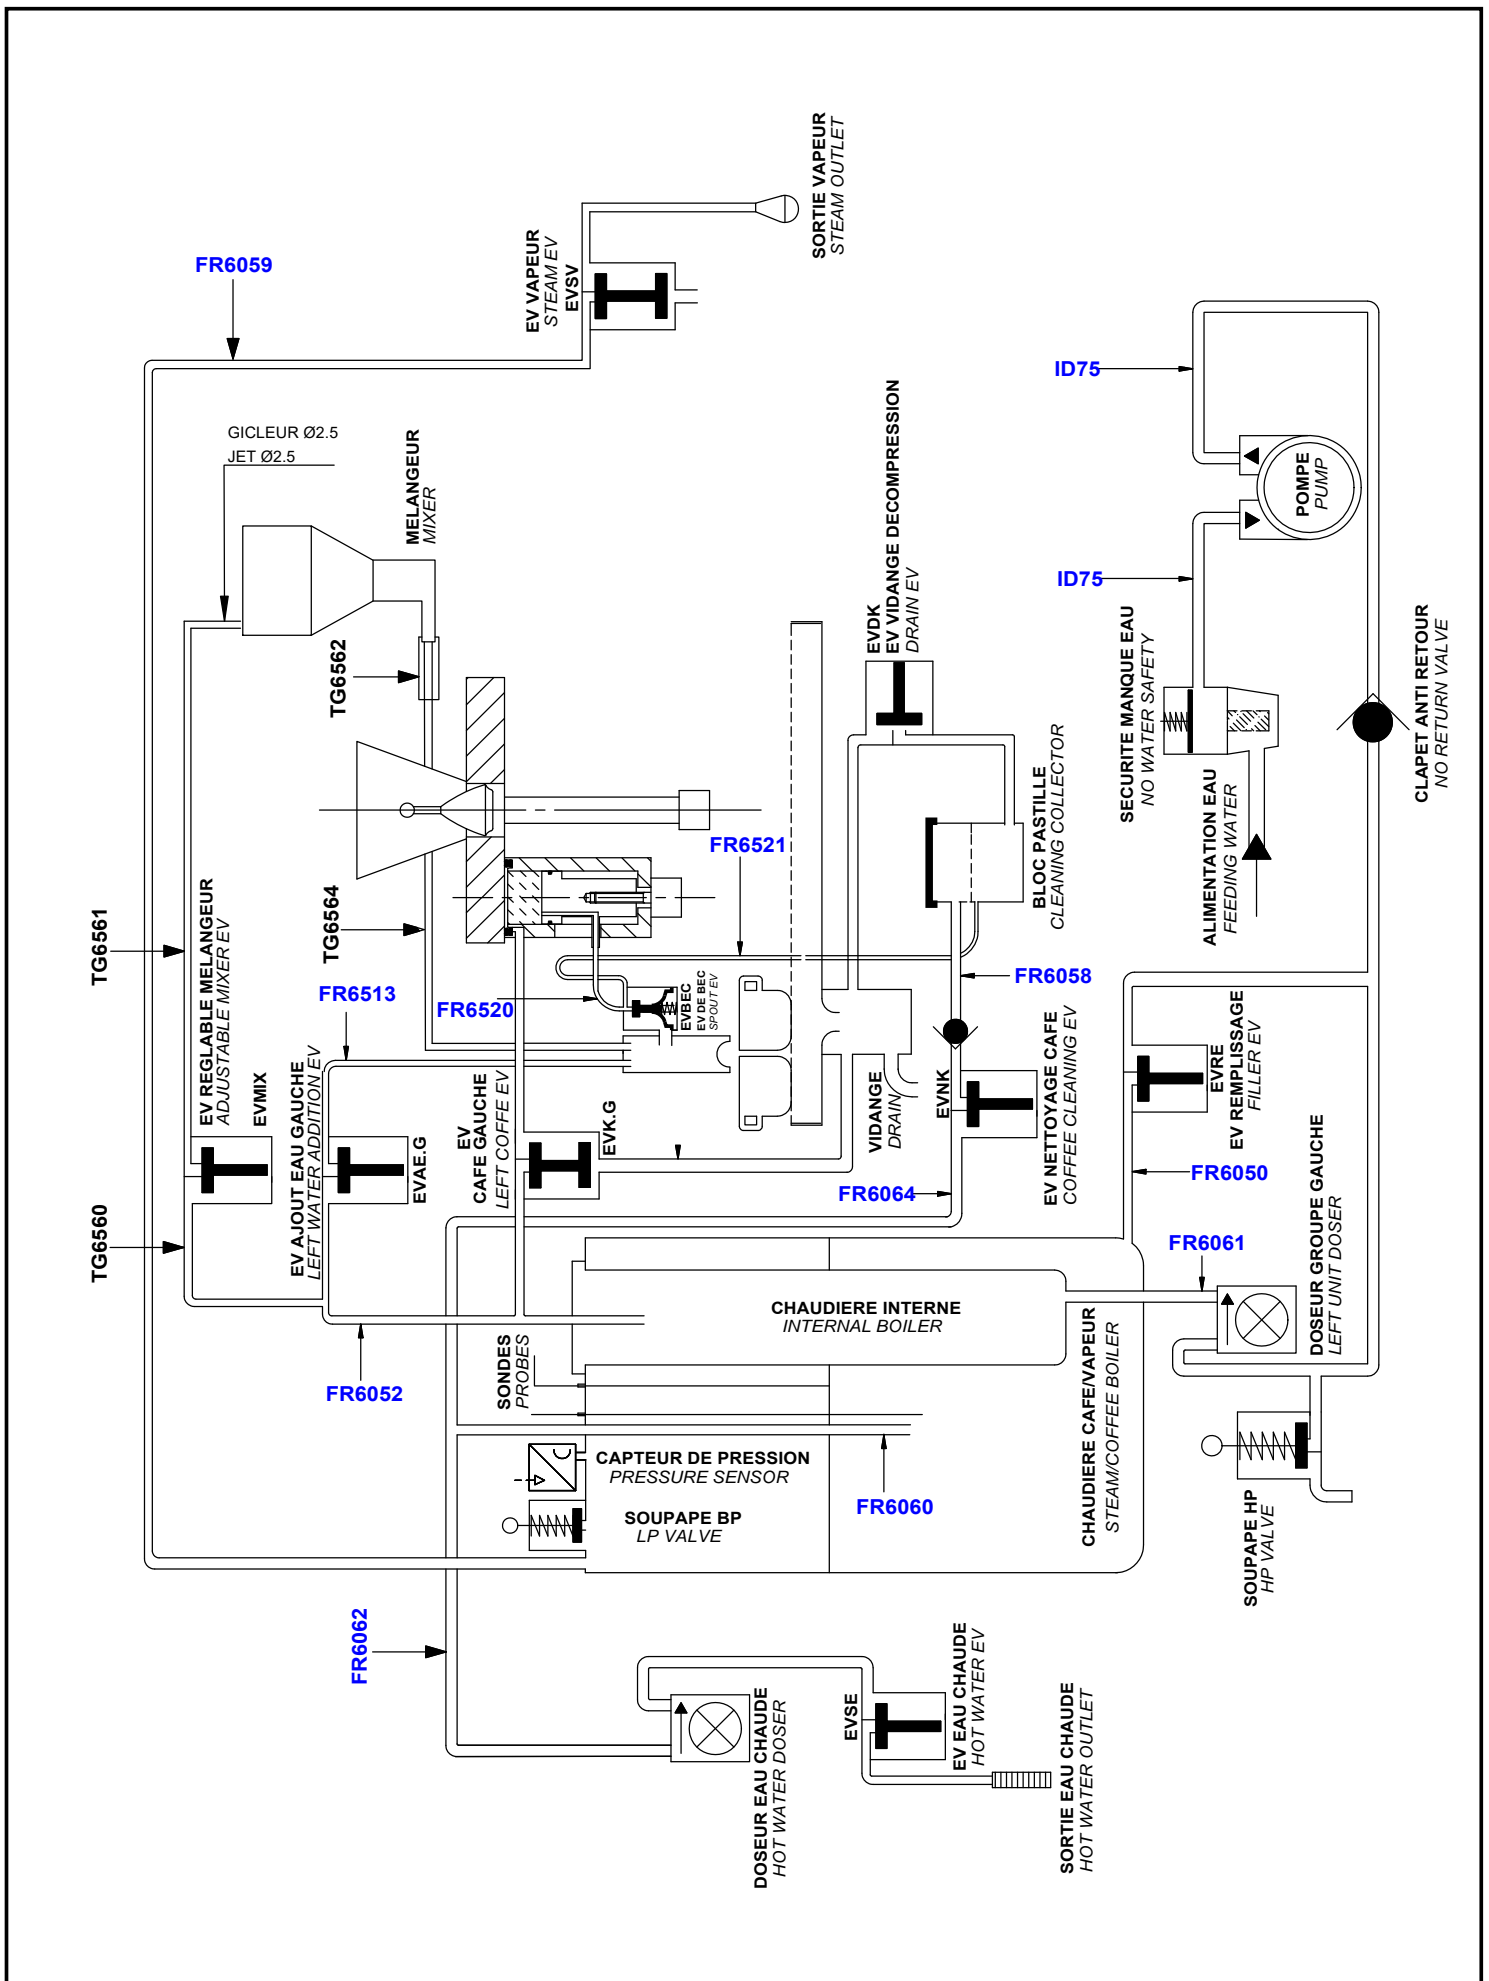 SORTIE VAPEUR
STEAM OUTLET
EV VAPEUR
STEAM EV
EVSV
FR6059
GICLEUR Ø2.5
JET Ø2.5
MELANGEUR
MIXER
ID75
POMPE
PUMP
ID75
EVDK
EV VIDANGE DECOMPRESSION
DRAIN EV
SECURITE MANQUE EAU
NO WATER SAFETY
CLAPET ANTI RETOUR
NO RETURN VALVE
TG6562
ALIMENTATION EAU
FEEDING WATER
BLOC PASTILLE
CLEANING COLLECTOR
FR6521
TG6561
TG6564
FR6513
FR6520
FR6058
EV REGLABLE MELANGEUR
ADJUSTABLE MIXER EV
EVMIX
EVBEC
EV DE BEC
SPOUT EV
EV AJOUT EAU GAUCHE
LEFT WATER ADDITION EV
EVAE.G
EV
CAFE GAUCHE
LEFT COFFE EV
EVK.G
VIDANGE
DRAIN
EVNK
EV NETTOYAGE CAFE
COFFEE CLEANING EV
EVRE
EV REMPLISSAGE
FILLER EV
FR6050
FR6064
TG6560
FR6061
DOSEUR GROUPE GAUCHE
LEFT UNIT DOSER
CHAUDIERE INTERNE
INTERNAL BOILER
FR6052
SONDES
PROBES
CHAUDIERE CAFE/VAPEUR
STEAM/COFFEE BOILER
CAPTEUR DE PRESSION
PRESSURE SENSOR
FR6060
SOUPAPE BP
LP VALVE
SOUPAPE HP
HP VALVE
FR6062
DOSEUR EAU CHAUDE
HOT WATER DOSER
EVSE
EV EAU CHAUDE
HOT WATER EV
SORTIE EAU CHAUDE
HOT WATER OUTLET